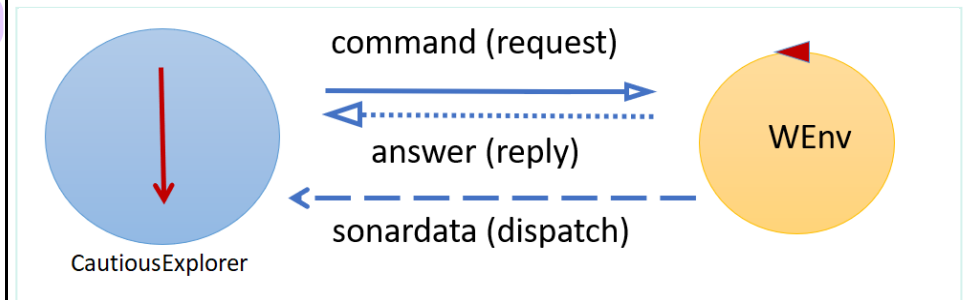 command (request)
WEnv
answer (reply)
sonardata (dispatch)
CautiousExplorer